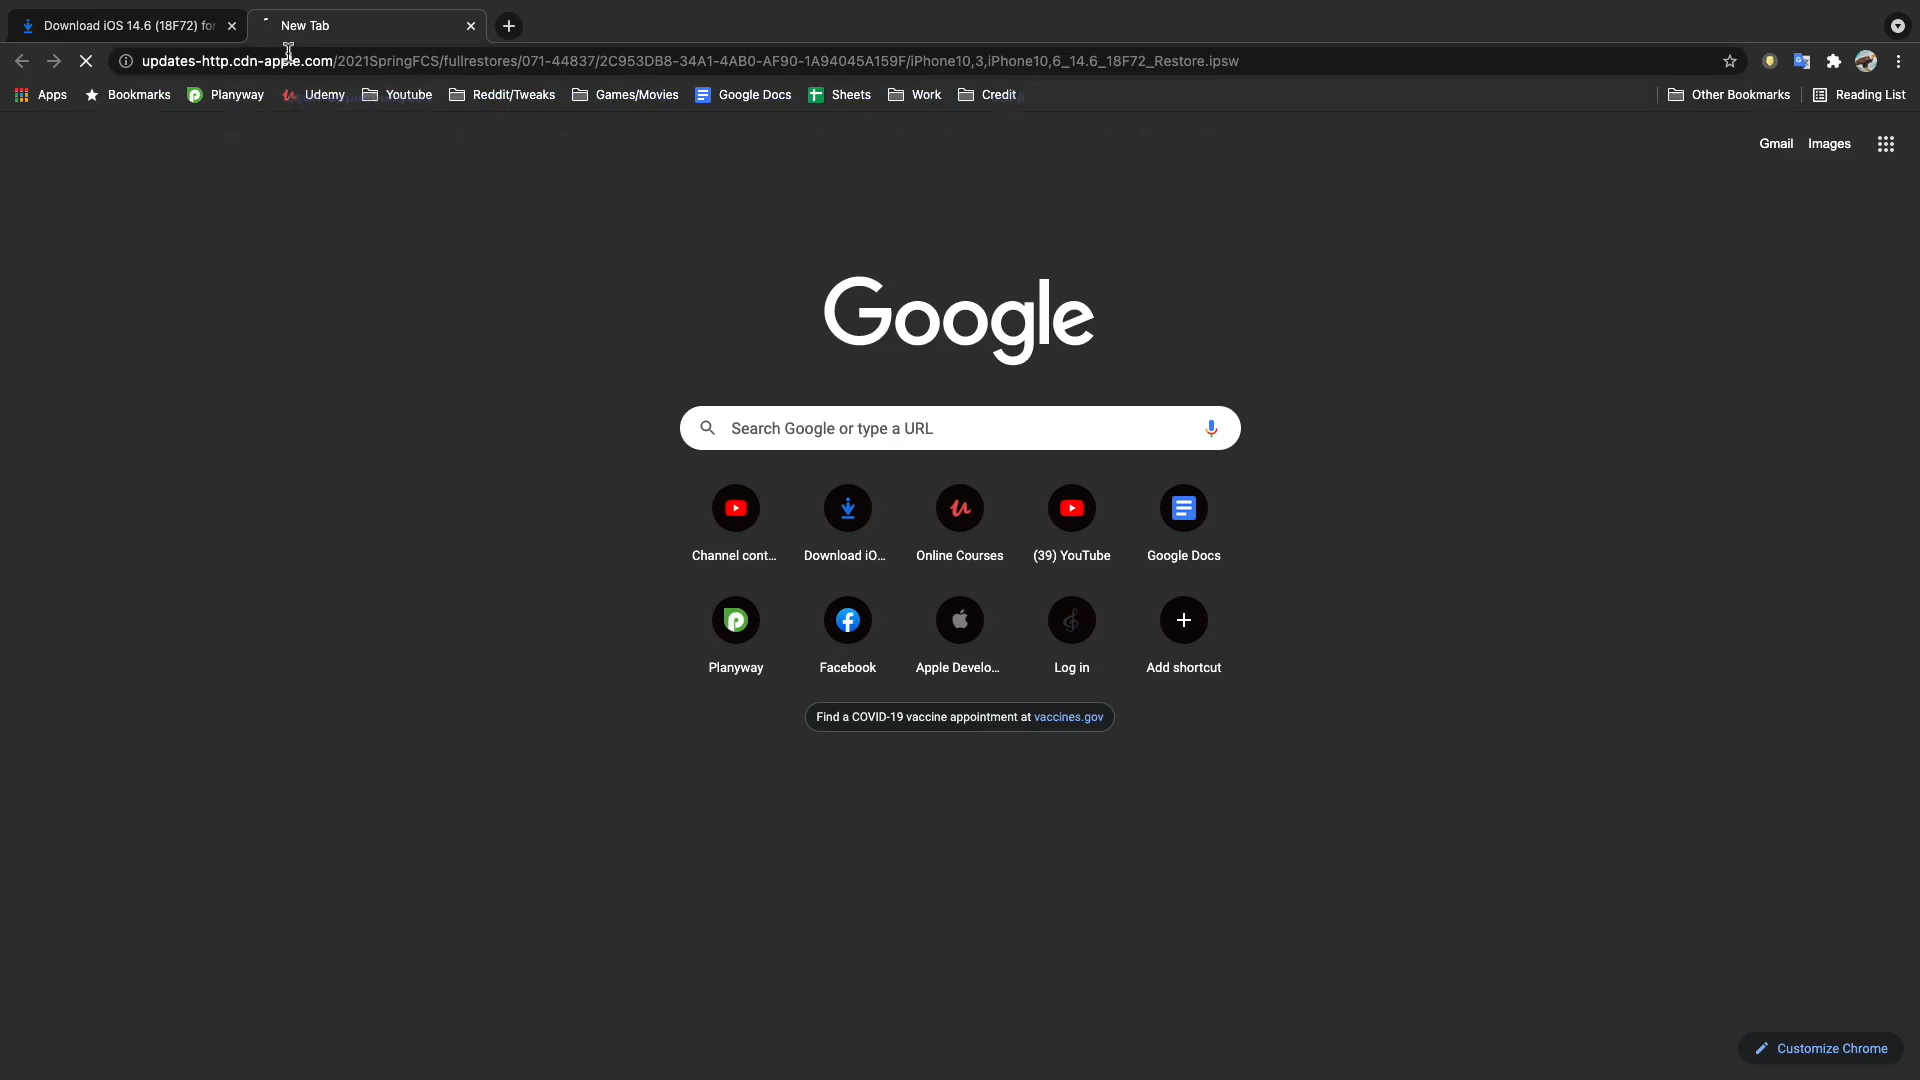 Download iOS 14.6 (18F72) for
New Tab
updates-http.cdn-apple.com/2021SpringFCS/fullrestores/071-44837/2C953DB8-34A1-4AB0-AF90-1A94045A159F/iPhone10,3,iPhone10,6_14.6_18F72_Restore.ipsw
Apps Bookmarks Planyway Udemy Youtube Reddit/Tweaks Games/Movies Google Docs Sheets Work Credit Other Bookmarks Reading List
Gmail Images
Google
Search Google or type a URL
Channel cont... Download iO... Online Courses (39) YouTube Google Docs
Planyway Facebook Apple Develo... Log in Add shortcut
Find a COVID-19 vaccine appointment at vaccines.gov
Customize Chrome